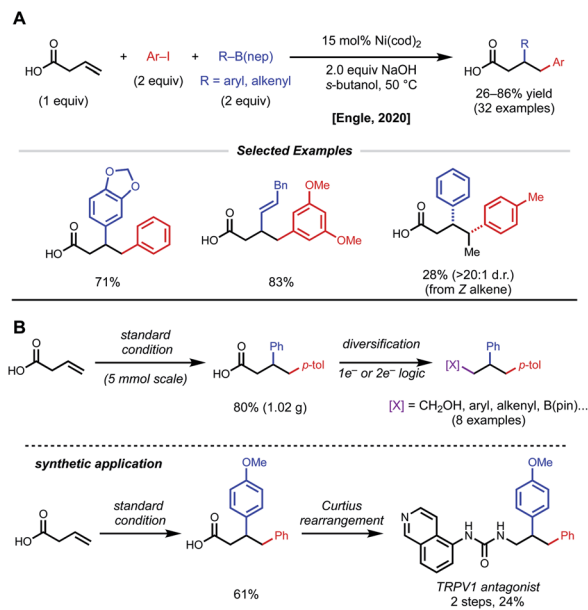 A
O
HO
(1 equiv)
+
Ar–I
(2 equiv)
+
R–B(nep)
R = aryl, alkenyl
(2 equiv)
15 mol% Ni(cod)2
2.0 equiv NaOH
s-butanol, 50 °C
[Engle, 2020]
O
HO
R
Ar
26–86% yield
(32 examples)
Selected Examples
O
O
O
HO
71%
Bn
O
HO
OMe
OMe
83%
O
HO
Me
Me
28% (>20:1 d.r.)
(from Z alkene)
B
O
HO
standard
condition
(5 mmol scale)
O
HO
Ph
p-tol
80% (1.02 g)
diversification
1e– or 2e– logic
[X]
Ph
p-tol
[X] = CH2OH, aryl, alkenyl, B(pin)...
(8 examples)
synthetic application
O
HO
standard
condition
OMe
O
HO
Ph
61%
Curtius
rearrangement
OMe
N
H
N
H
N
O
Ph
TRPV1 antagonist
2 steps, 24%